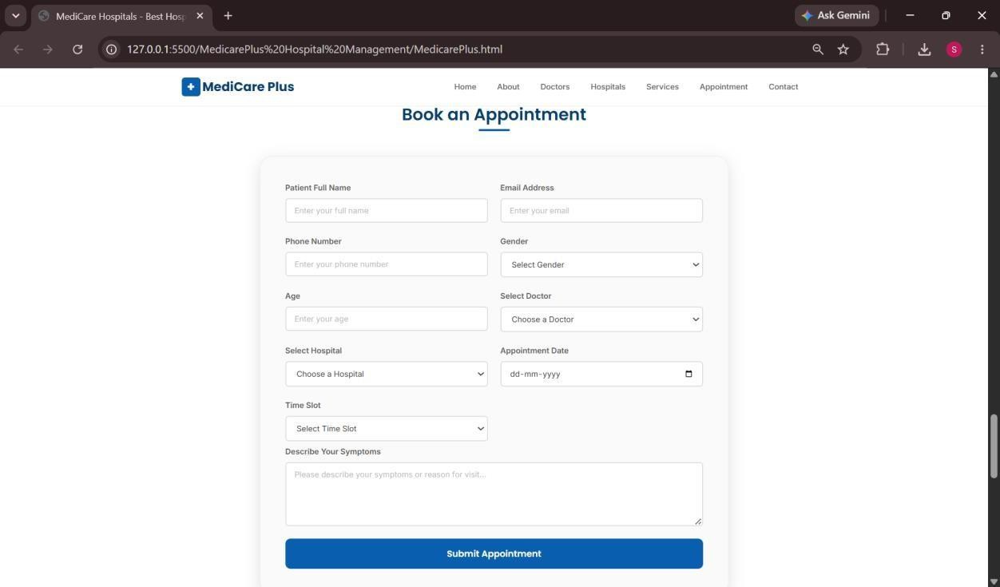 MediCare Hospitals - Best Hosp
Ask Gemini
127.0.0.1:5500/MedicarePlus%20Hospital%20Management/MedicarePlus.html
S
MediCare Plus
Home About Doctors Hospitals Services Appointment Contact
Book an Appointment
Patient Full Name Email Address
Enter your full name Enter your email
Phone Number Gender
Enter your phone number Select Gender
Age Select Doctor
Enter your age Choose a Doctor
Select Hospital Appointment Date
Choose a Hospital dd-mm-yyyy
Time Slot
Select Time Slot
Describe Your Symptoms
Please describe your symptoms or reason for visit...
Submit Appointment